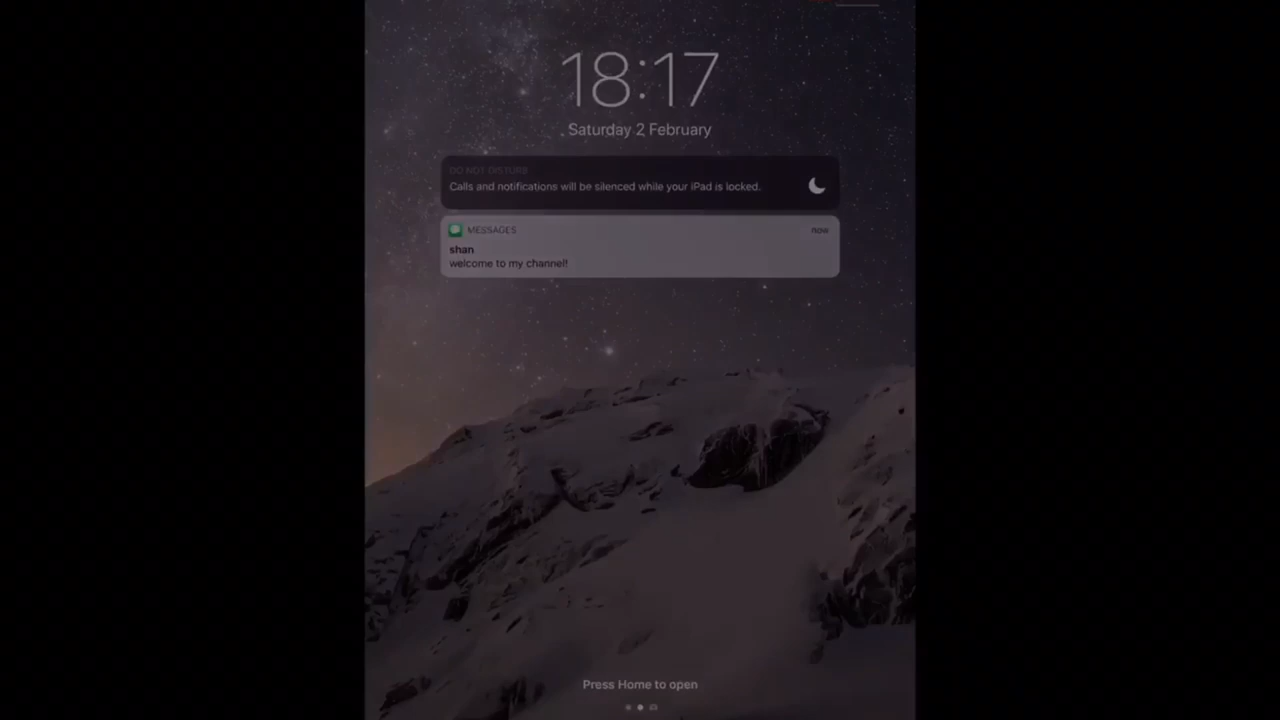 18:17
Saturday 2 February
DO NOT DISTURB
Calls and notifications will be silenced while your iPad is locked.
MESSAGES
now
shan
welcome to my channel!
Press Home to open